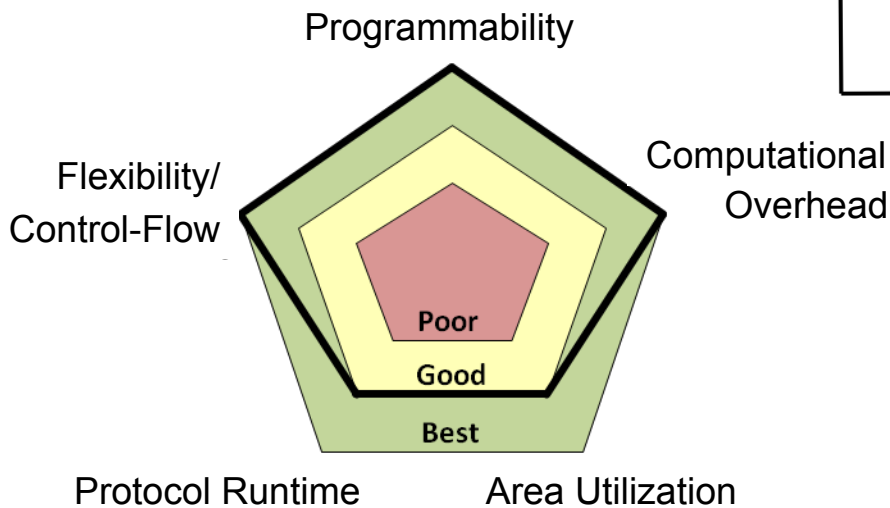 Programmability
Flexibility/
Control-Flow
Computational
Overhead
Poor
Good
Best
Protocol Runtime
Area Utilization